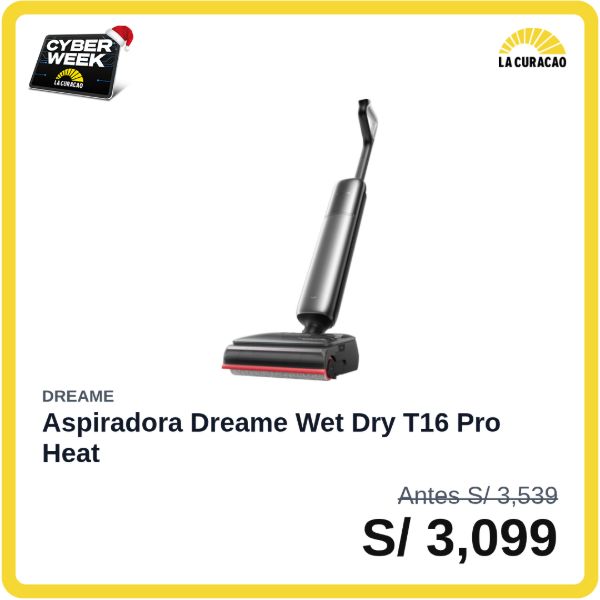 CYBER
WEEK
LA CURACAO
LA CURACAO
DREAME
Aspiradora Dreame Wet Dry T16 Pro
Heat
Antes S/ 3,539
S/ 3,099